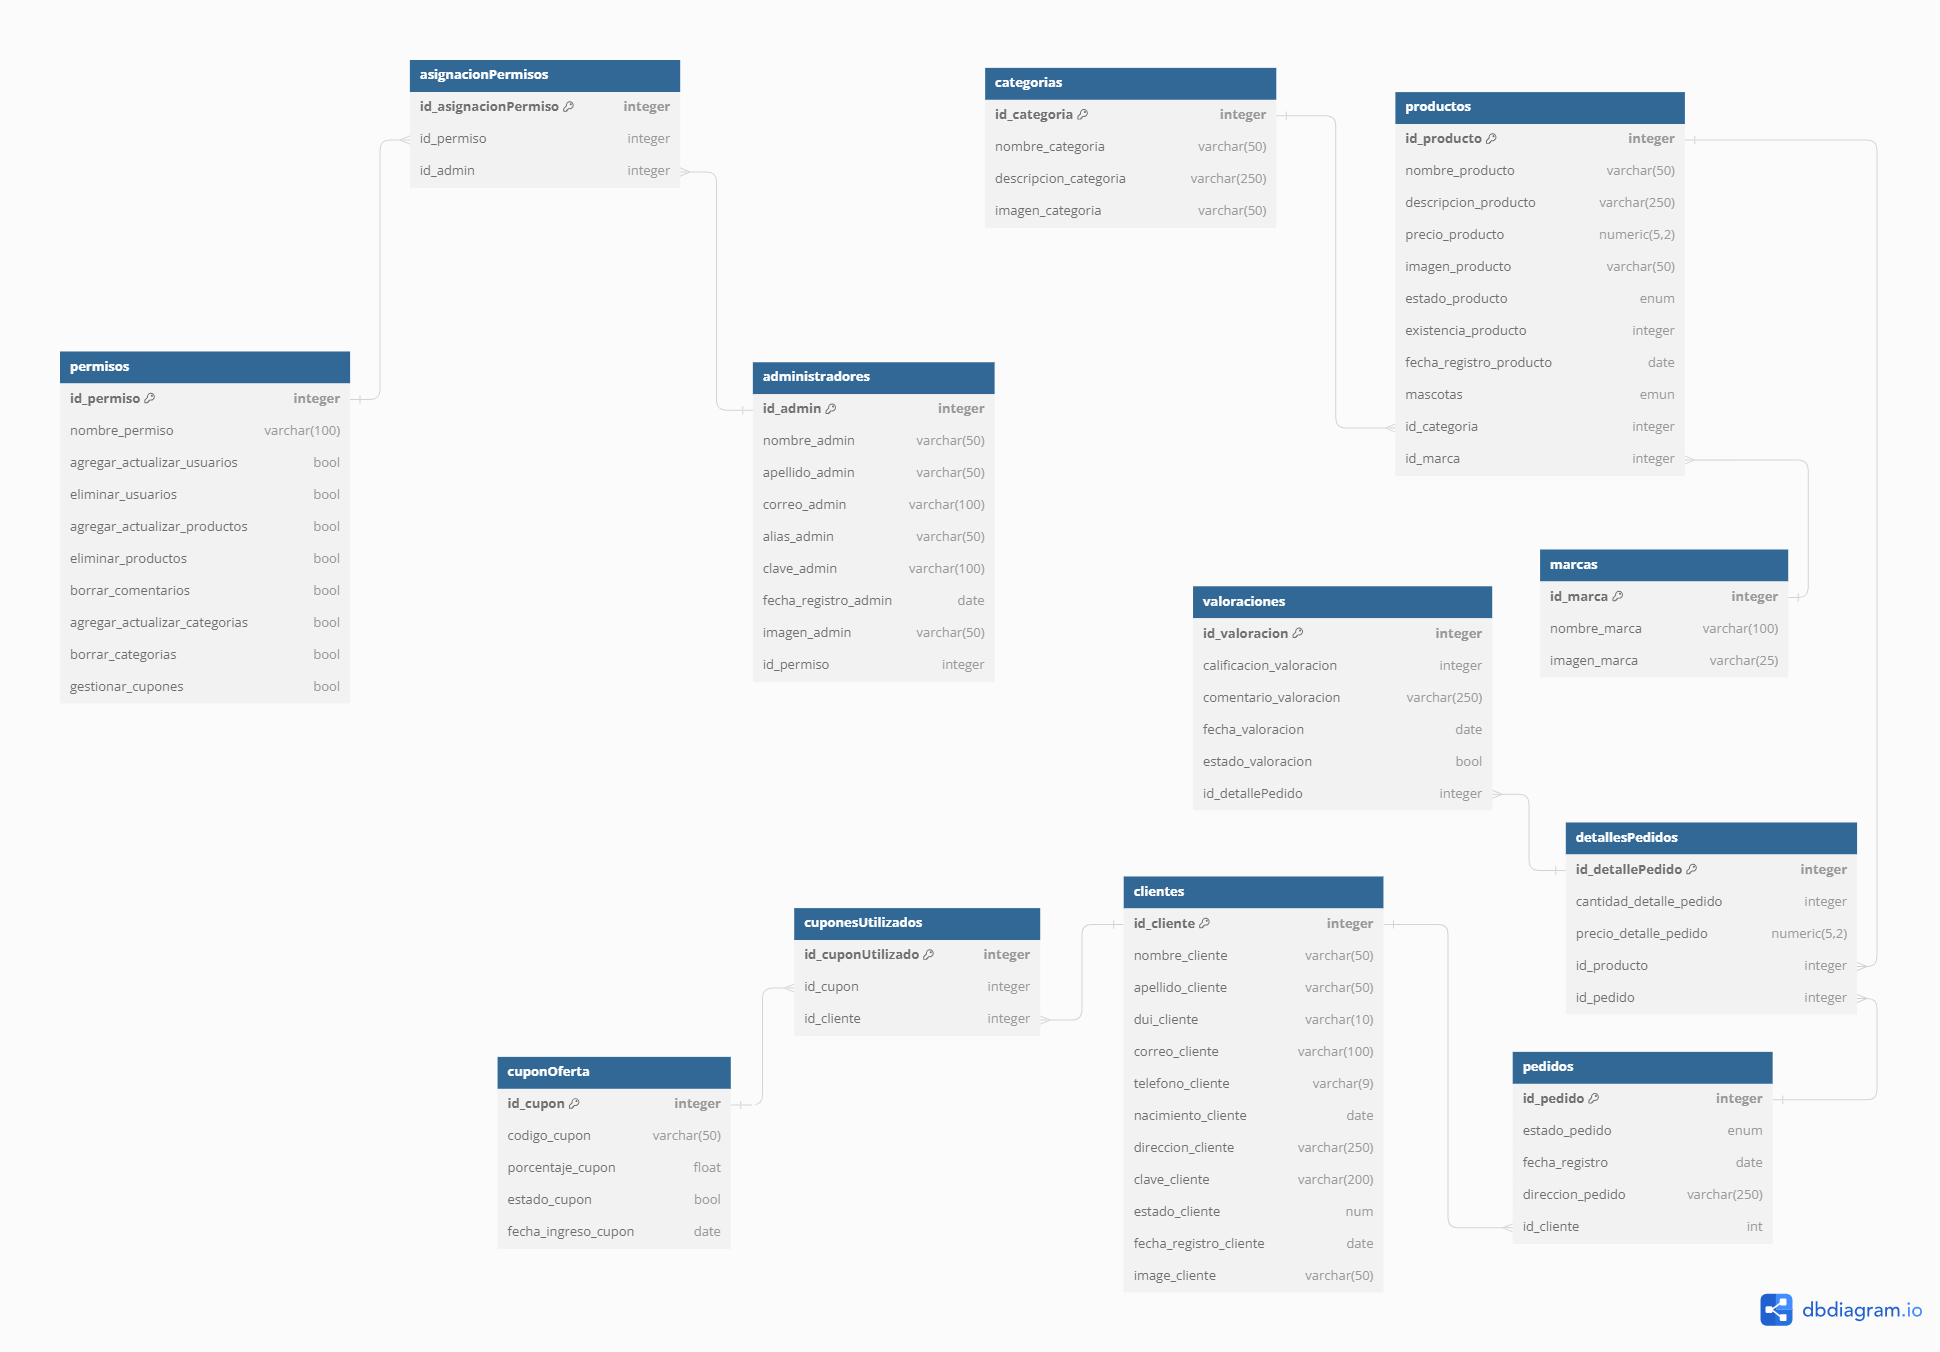 asignacionPermisos
id_asignacionPermiso integer
id_permiso integer
id_admin integer
categorias
id_categoria integer
nombre_categoria varchar(50)
descripcion_categoria varchar(250)
imagen_categoria varchar(50)
productos
id_producto integer
nombre_producto varchar(50)
descripcion_producto varchar(250)
precio_producto numeric(5,2)
imagen_producto varchar(50)
estado_producto enum
existencia_producto integer
fecha_registro_producto date
mascotas emun
id_categoria integer
id_marca integer
permisos
id_permiso integer
nombre_permiso varchar(100)
agregar_actualizar_usuarios bool
eliminar_usuarios bool
agregar_actualizar_productos bool
eliminar_productos bool
borrar_comentarios bool
agregar_actualizar_categorias bool
borrar_categorias bool
gestionar_cupones bool
administradores
id_admin integer
nombre_admin varchar(50)
apellido_admin varchar(50)
correo_admin varchar(100)
alias_admin varchar(50)
clave_admin varchar(100)
fecha_registro_admin date
imagen_admin varchar(50)
id_permiso integer
marcas
id_marca integer
nombre_marca varchar(100)
imagen_marca varchar(25)
valoraciones
id_valoracion integer
calificacion_valoracion integer
comentario_valoracion varchar(250)
fecha_valoracion date
estado_valoracion bool
id_detallePedido integer
detallesPedidos
id_detallePedido integer
cantidad_detalle_pedido integer
precio_detalle_pedido numeric(5,2)
id_producto integer
id_pedido integer
clientes
id_cliente integer
nombre_cliente varchar(50)
apellido_cliente varchar(50)
dui_cliente varchar(10)
correo_cliente varchar(100)
telefono_cliente varchar(9)
nacimiento_cliente date
direccion_cliente varchar(250)
clave_cliente varchar(200)
estado_cliente num
fecha_registro_cliente date
image_cliente varchar(50)
cuponesUtilizados
id_cuponUtilizado integer
id_cupon integer
id_cliente integer
cuponOferta
id_cupon integer
codigo_cupon varchar(50)
porcentaje_cupon float
estado_cupon bool
fecha_ingreso_cupon date
pedidos
id_pedido integer
estado_pedido enum
fecha_registro date
direccion_pedido varchar(250)
id_cliente int
dbdiagram.io